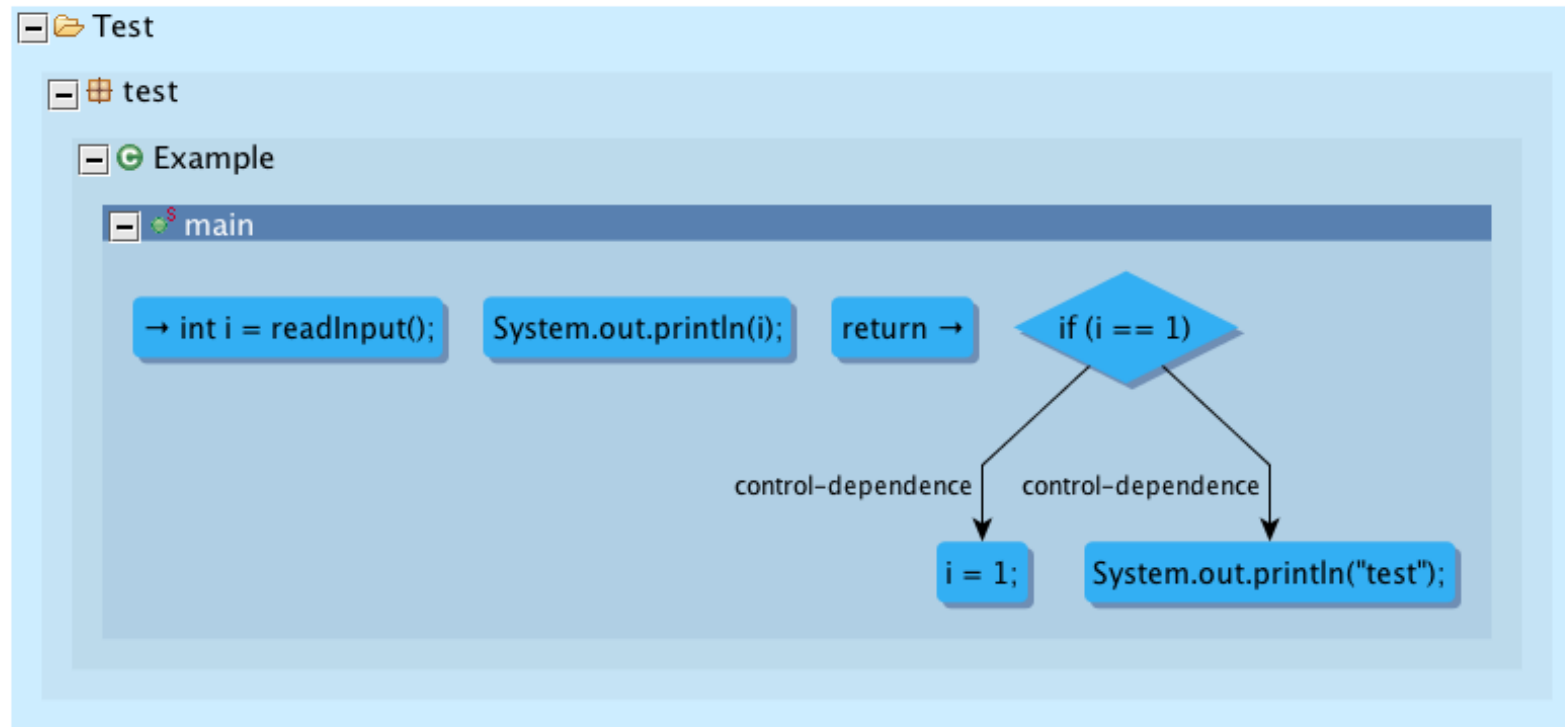 Test
test
Example
main
→ int i = readInput();
System.out.println(i);
return →
if (i == 1)
control-dependence
control-dependence
i = 1;
System.out.println("test");